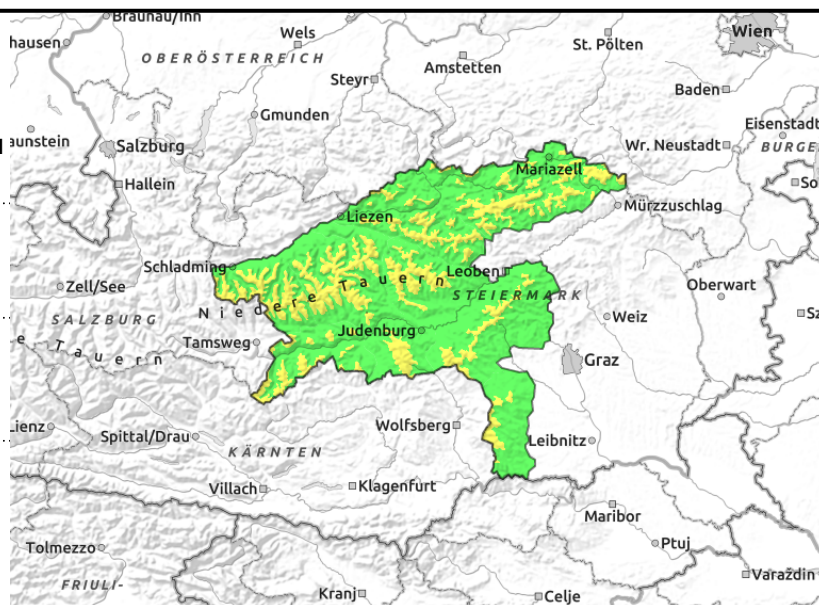 Braunau/Inn
hausen
Wels
Wien
OBERÖSTERREICH
St. Pölten
Steyr
Amstetten
Baden
Gmunden
Eisenstadt
aunstein
Salzburg
Wr. Neustadt
BURGE
Mariazell
Hallein
So
Mürzzuschlag
Liezen
Schladming
Leoben
Zell/See
Niedere Tauern
STEIERMARK
Oberwart
SALZBURG
Weiz
Sz
Judenburg
Tamsweg
e Tauern
Graz
Wolfsberg
Lienz
Spittal/Drau
Leibnitz
KÄRNTEN
Villach
Klagenfurt
Maribor
Tolmezzo
Ptuj
Varazdin
FRIULI-
Kranj
Celje